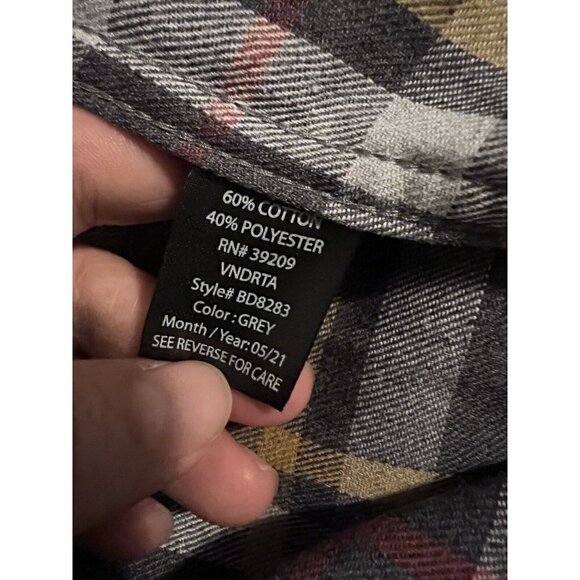 60% COTTON
40% POLYESTER
RN# 39209
VNDRTA
Style# BD8283
Color : GREY
Month / Year: 05/21
SEE REVERSE FOR CARE